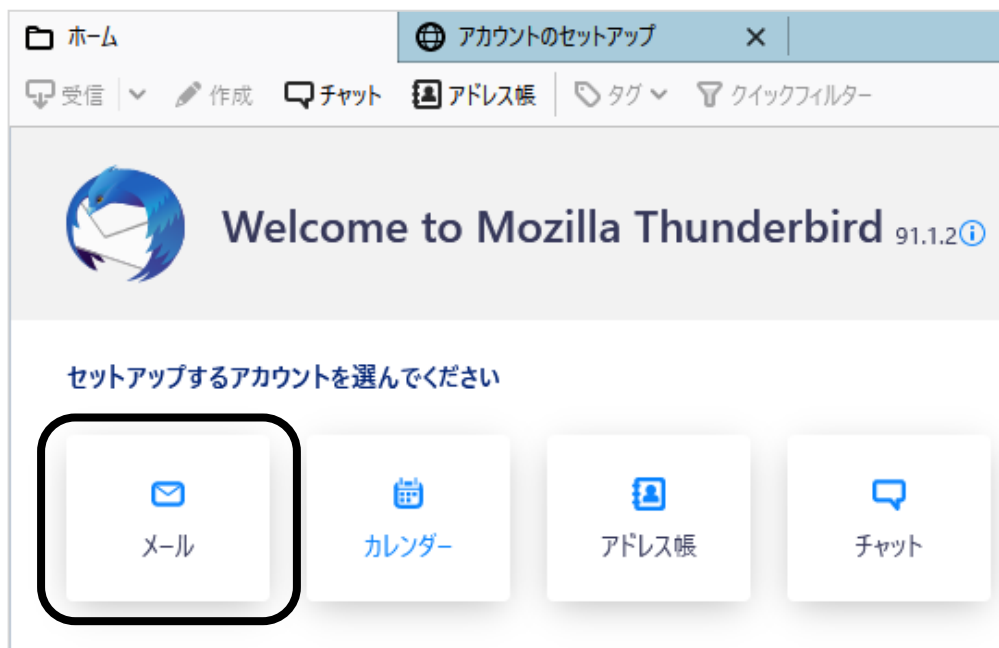 ホーム アカウントのセットアップ
受信 作成 チャット アドレス帳 タグ クイックフィルター
Welcome to Mozilla Thunderbird 91.1.2
セットアップするアカウントを選んでください
メール カレンダー アドレス帳 チャット